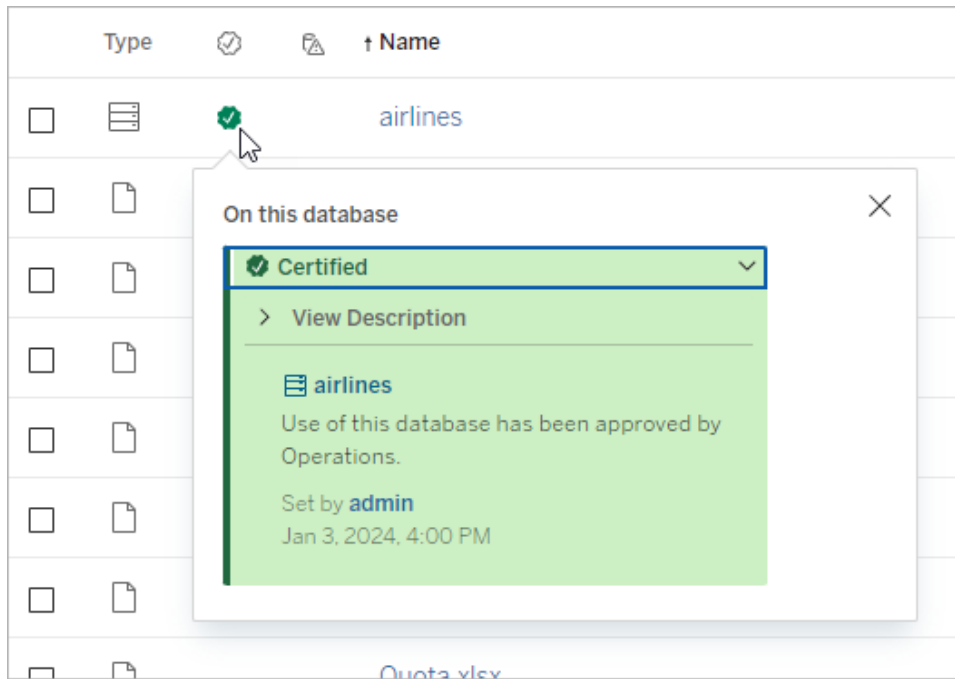 Type ↑ Name
airlines
On this database
Certified
View Description
airlines
Use of this database has been approved by
Operations.
Set by admin
Jan 3, 2024, 4:00 PM
Quota.xlsx